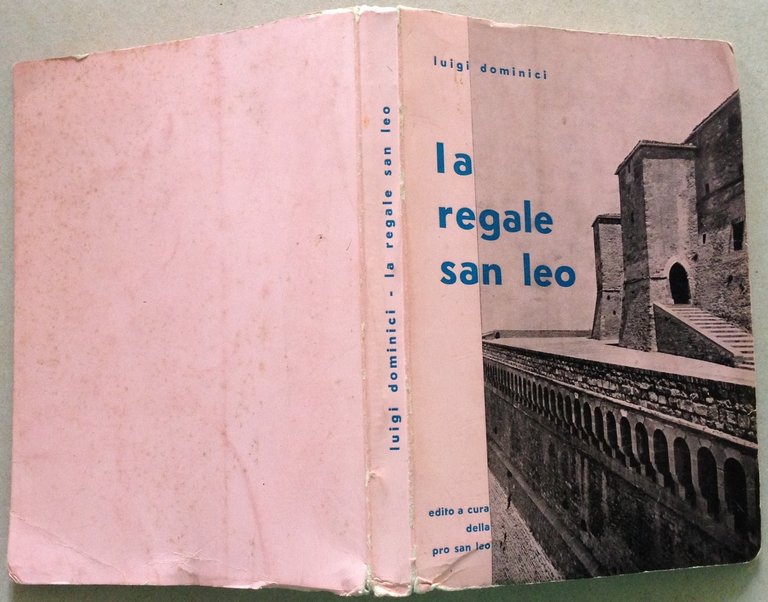 luigi dominici - la regale san leo
luigi dominici
la
regale
san leo
edito a cura
della
pro san leo